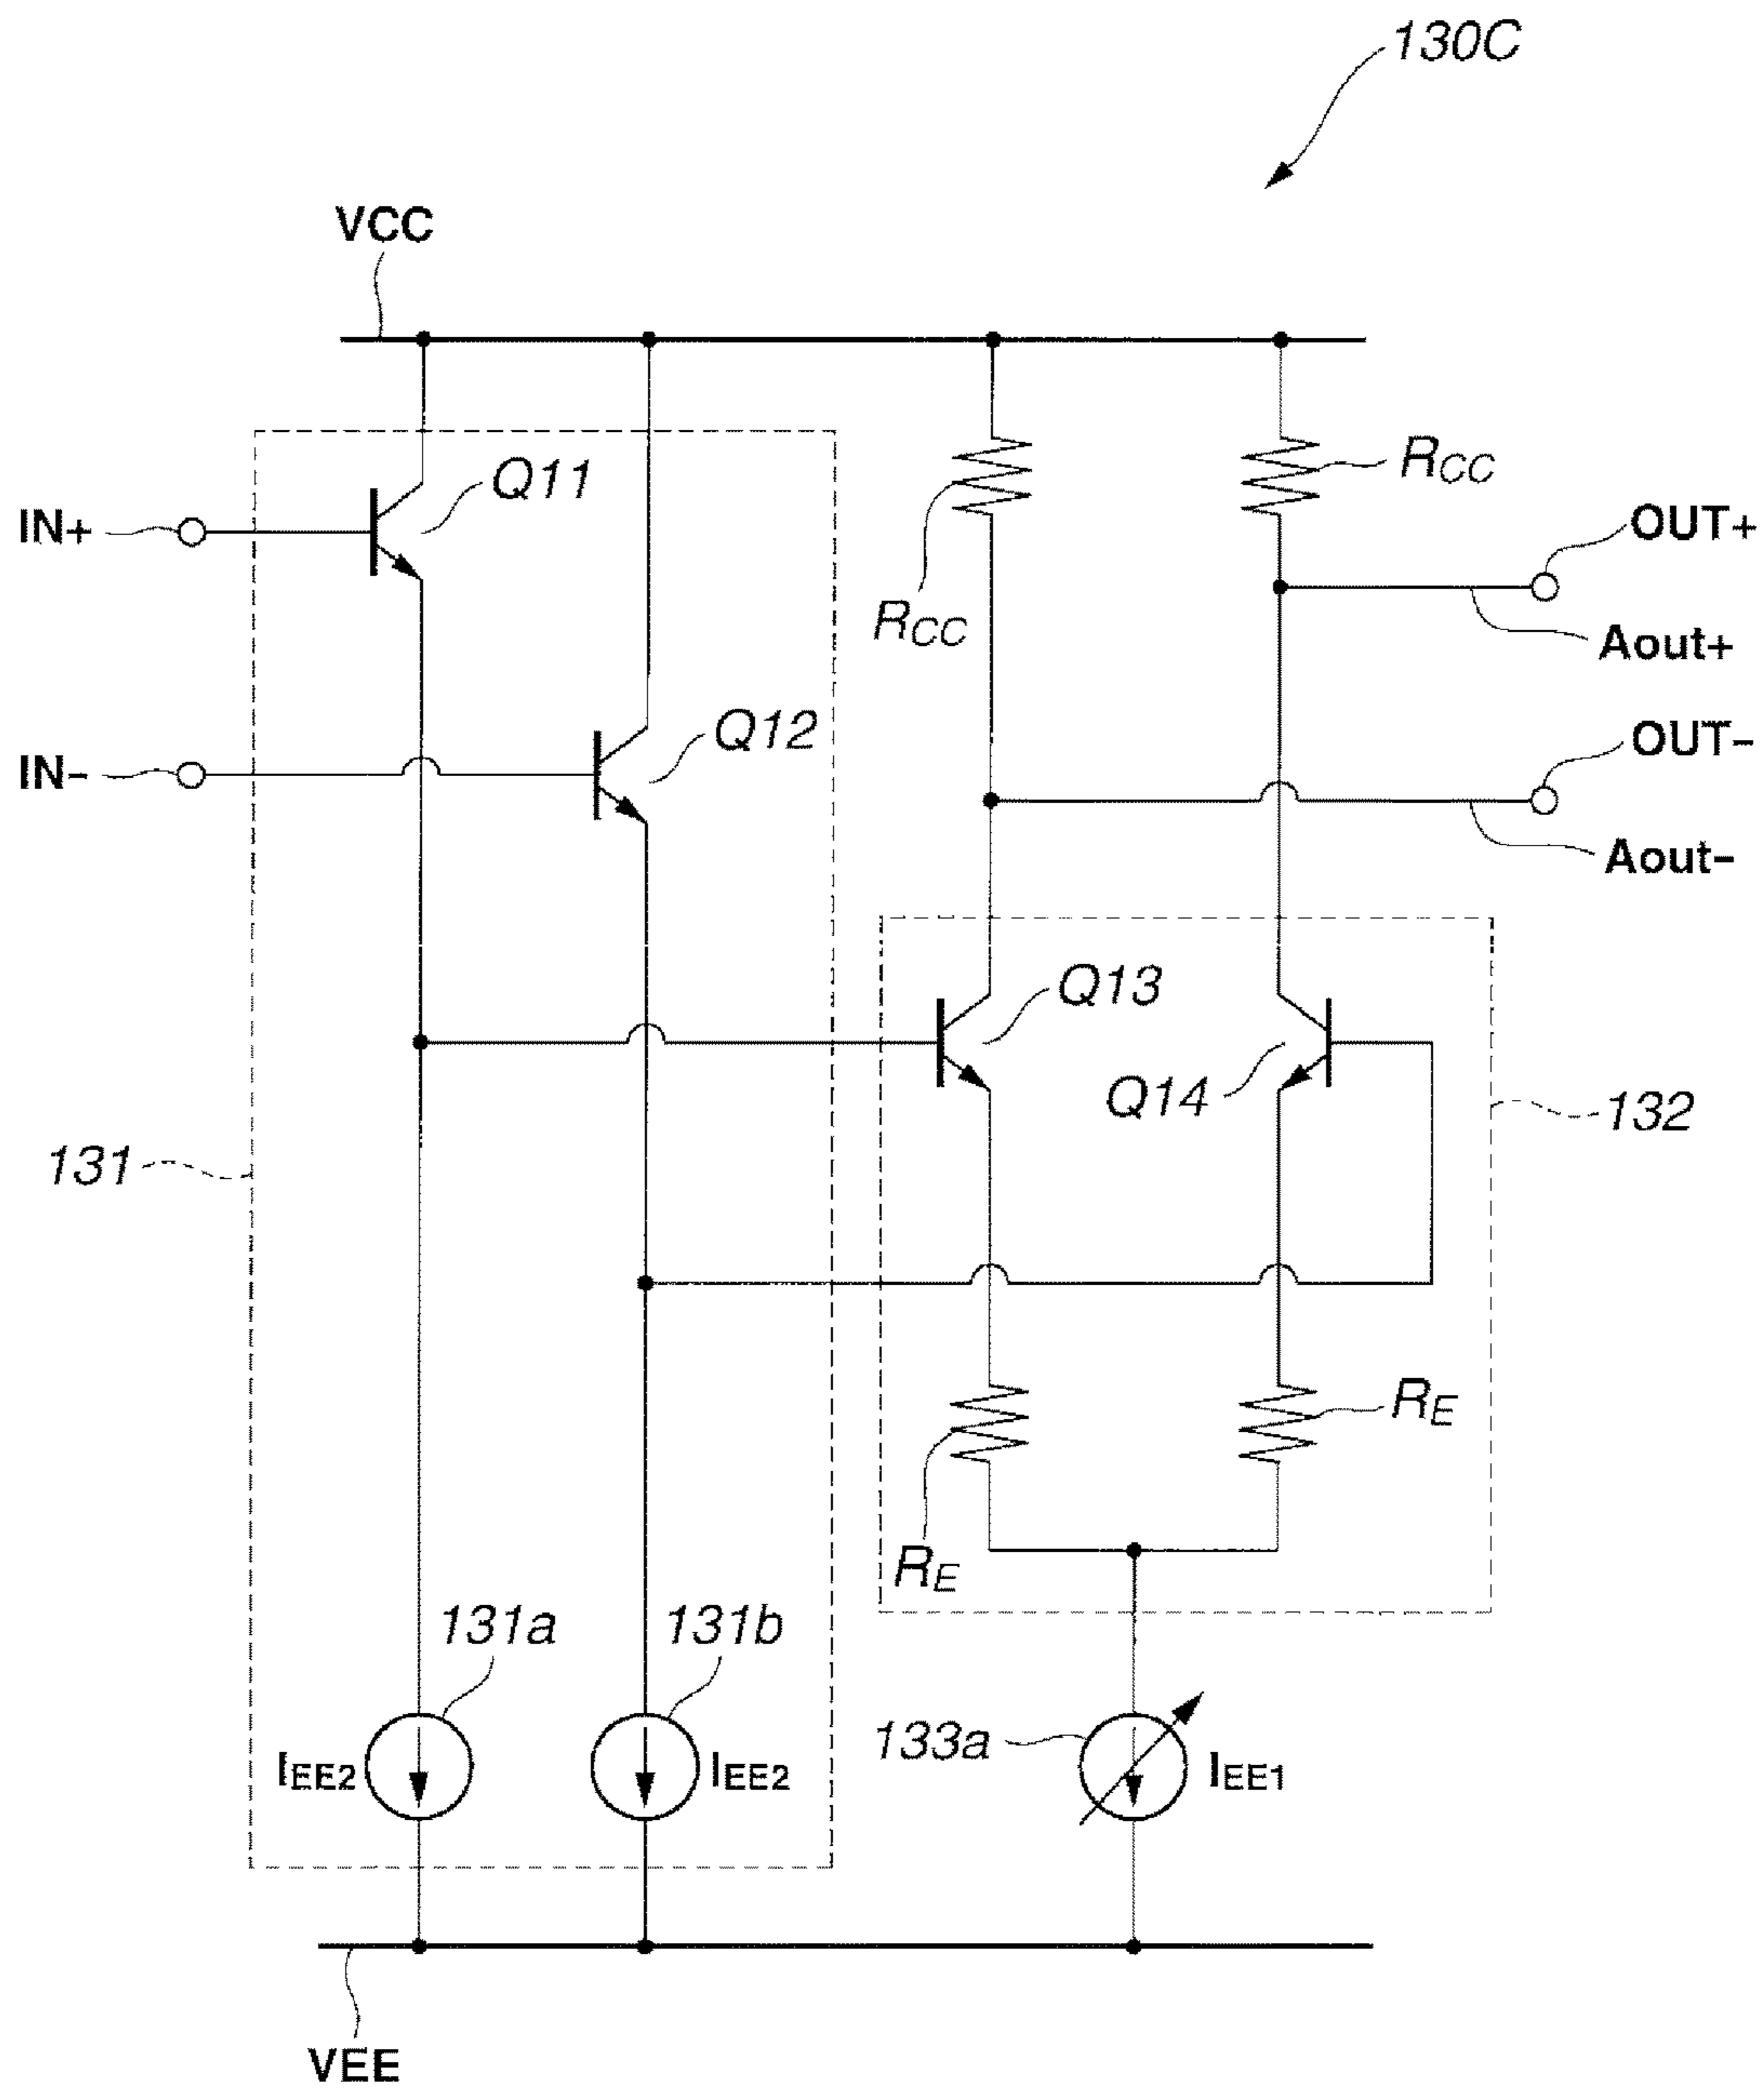 130C
VCC
Q11
RCC
IN+
OUT+
RCC
Aout+
Q12
OUT-
IN-
Aout-
Q13
Q14
132
131
RE
RE
131a
131b
133a
IEE2
IEE2
IEE1
VEE